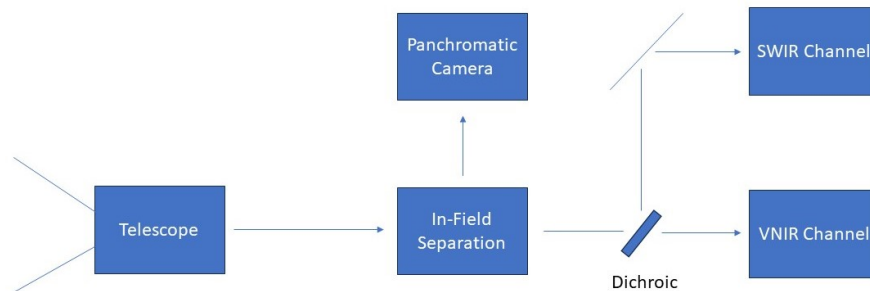 Panchromatic
Camera
SWIR Channel
Telescope
In-Field
Separation
VNIR Channel
Dichroic